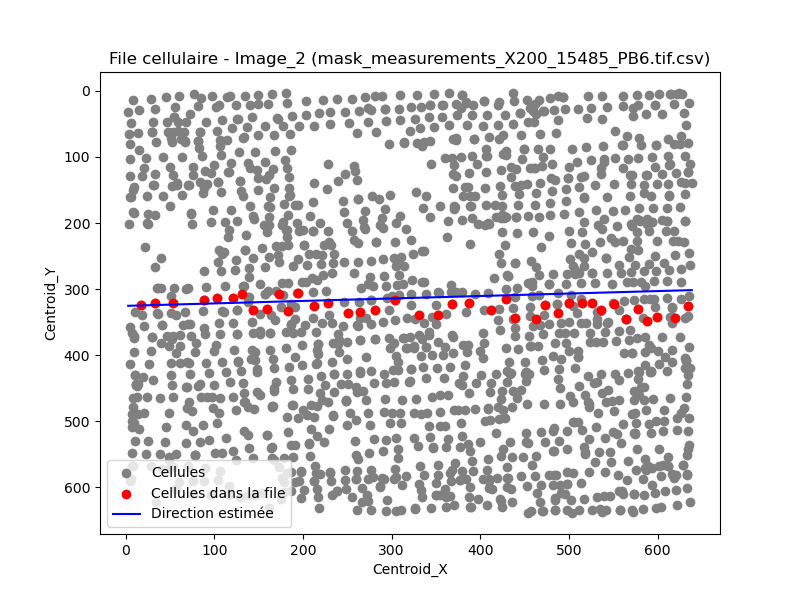 File cellulaire - Image_2 (mask_measurements_X200_15485_PB6.tif.csv)
0
100
200
300
400
500
600
Centroid_Y
Cellules
Cellules dans la file
Direction estimée
0 100 200 300 400 500 600
Centroid_X